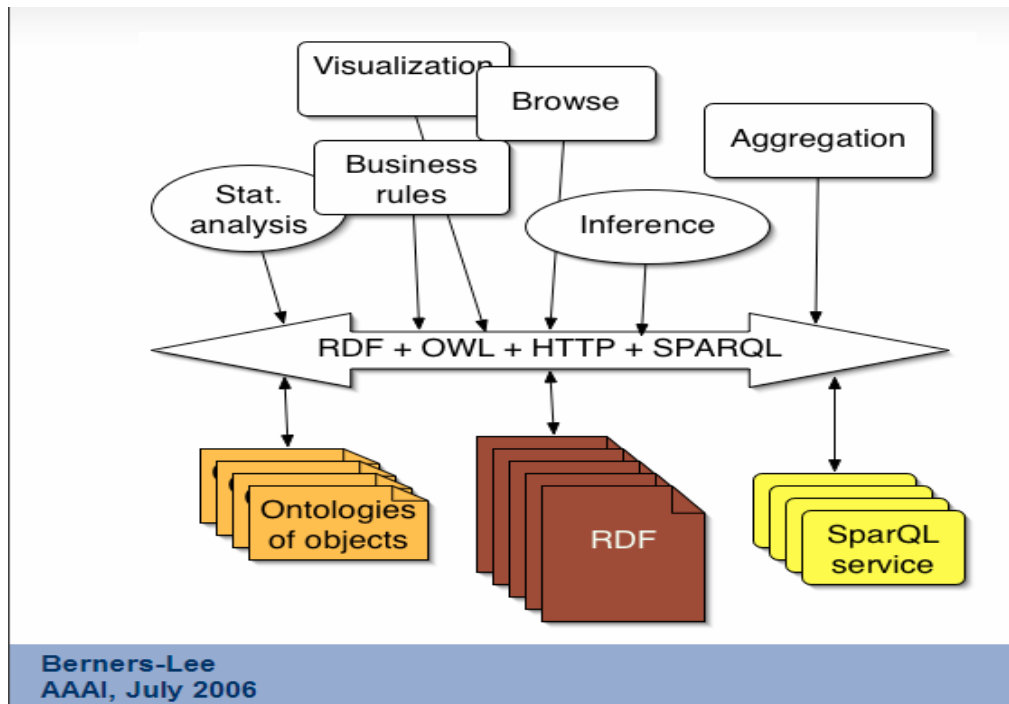 Visualization
Browse
Aggregation
Business
rules
Stat.
analysis
Inference
RDF + OWL + HTTP + SPARQL
Ontologies
of objects
RDF
SparQL
service
Berners-Lee
AAAI, July 2006